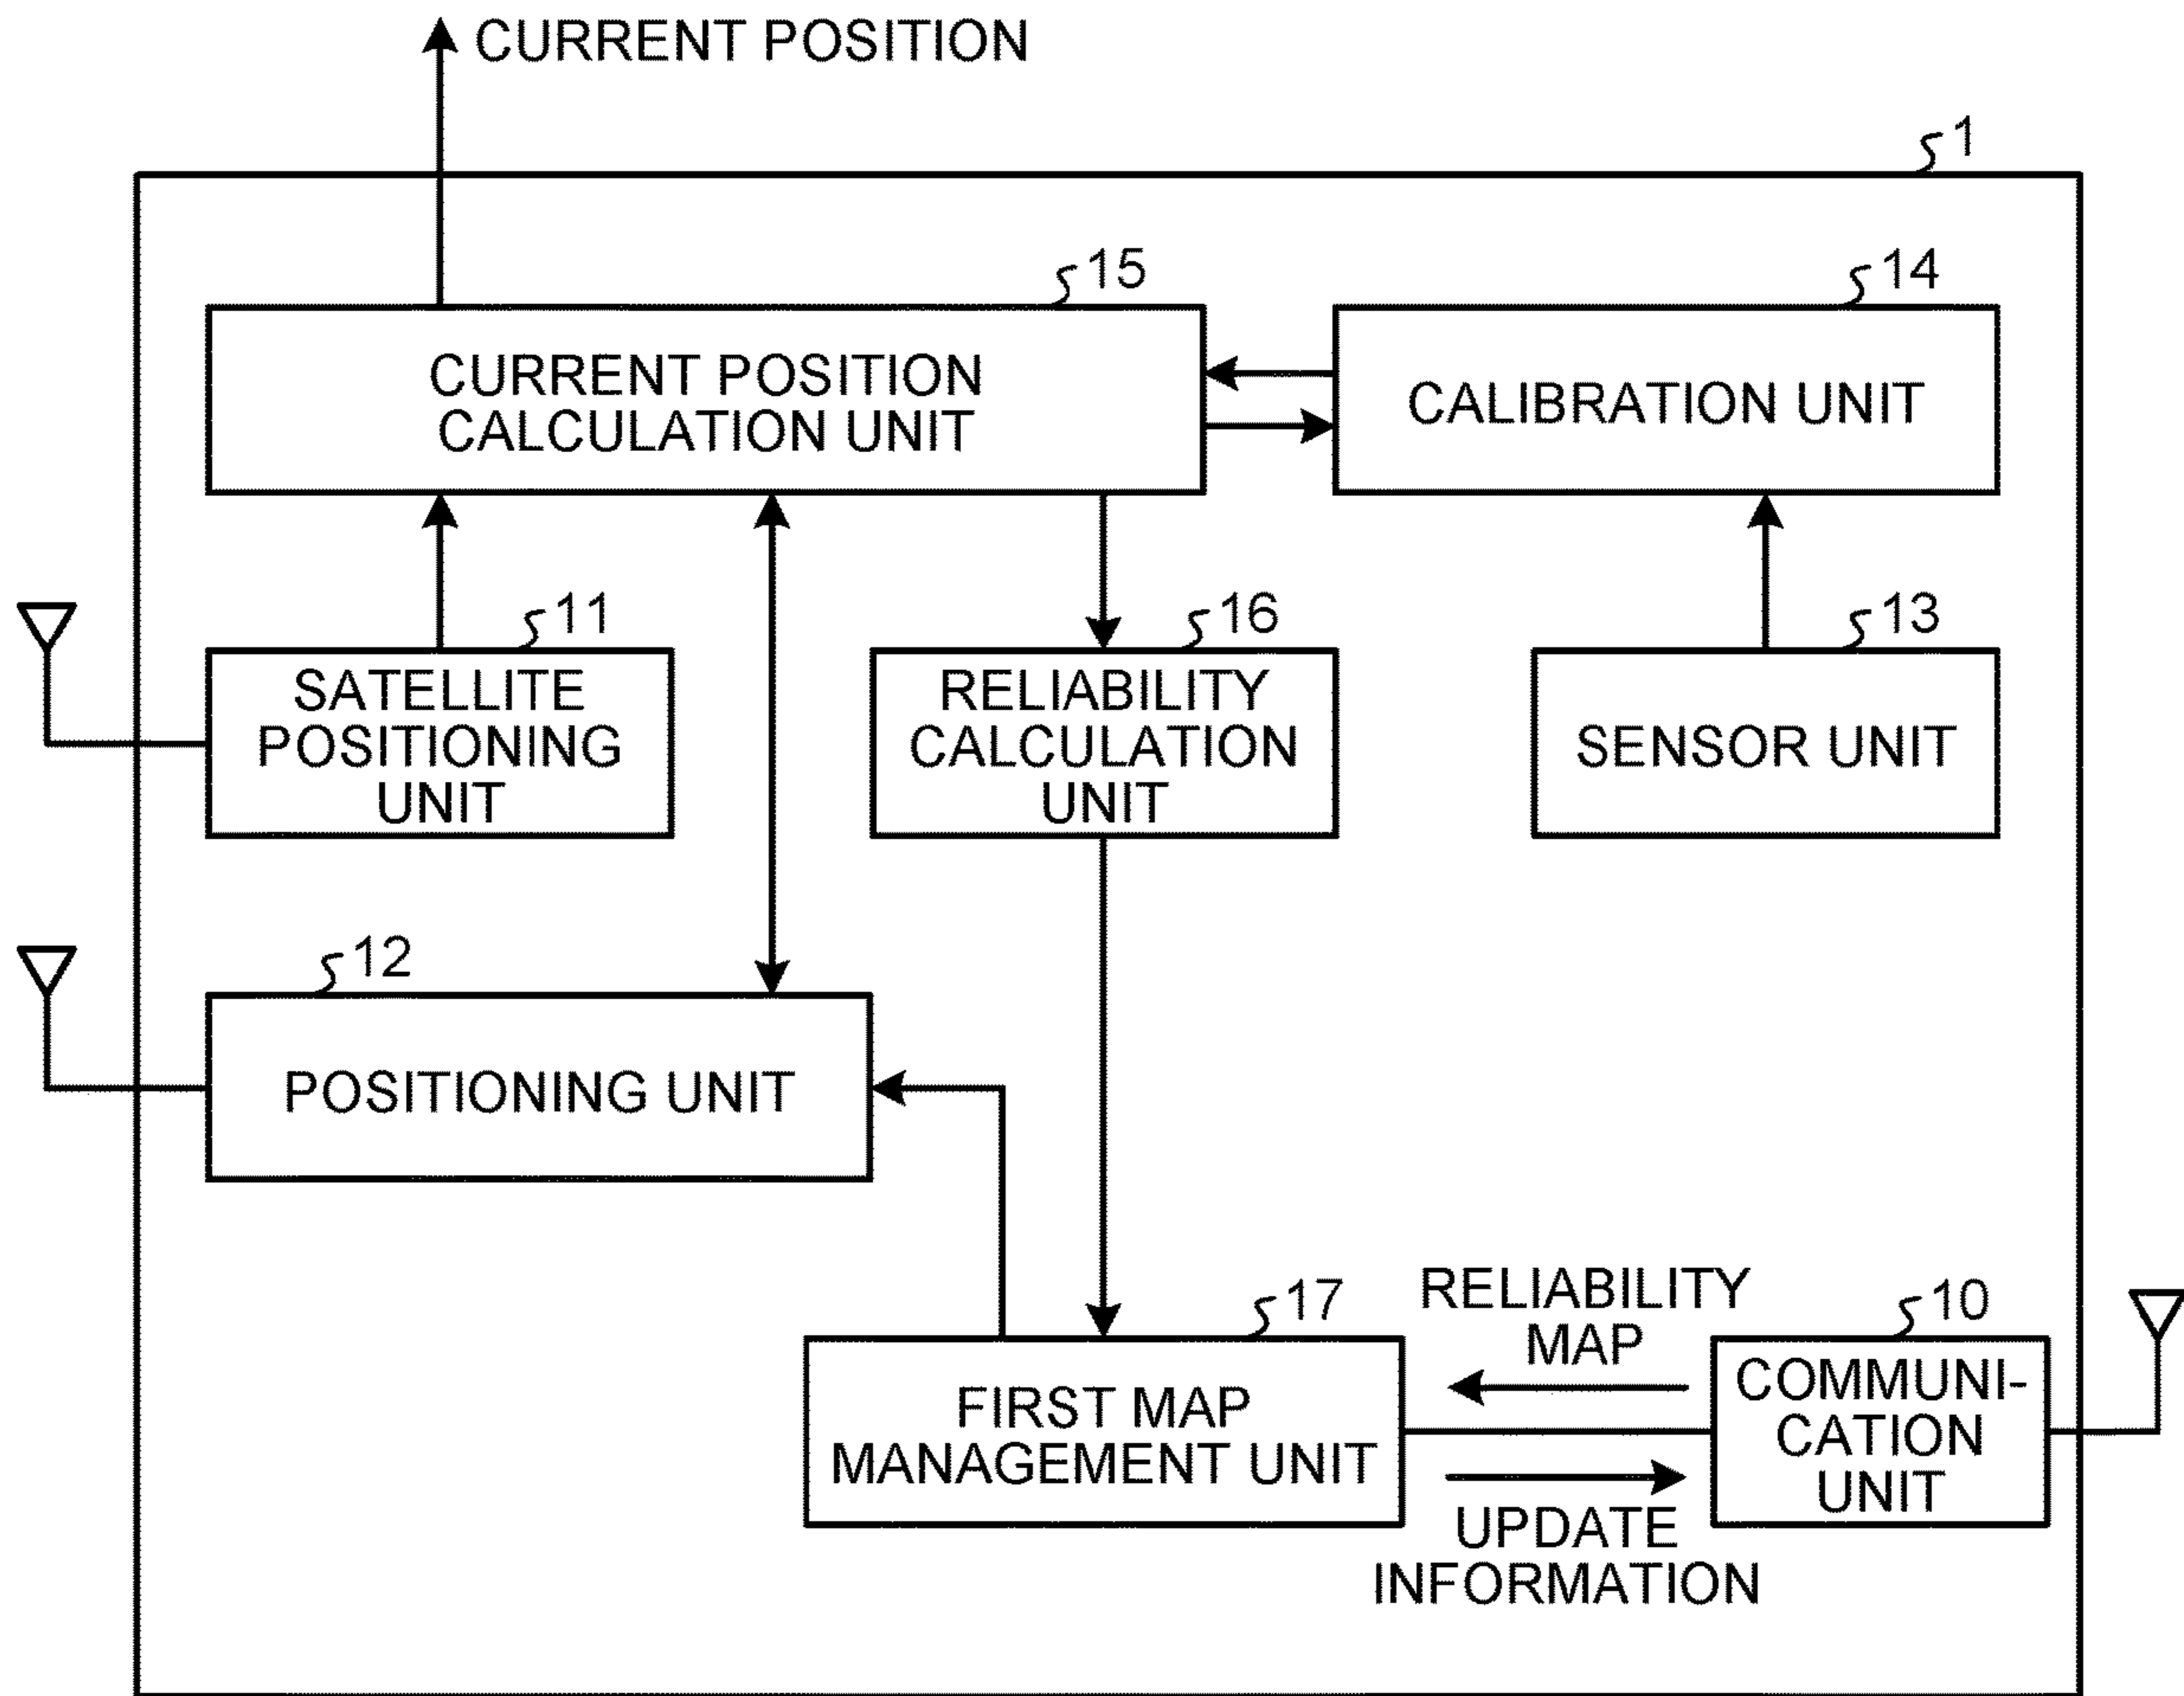 CURRENT POSITION
1
15
14
CURRENT POSITION
CALCULATION UNIT
CALIBRATION UNIT
11
16
13
SATELLITE
POSITIONING
UNIT
RELIABILITY
CALCULATION
UNIT
SENSOR UNIT
12
POSITIONING UNIT
17
RELIABILITY
MAP
10
FIRST MAP
MANAGEMENT UNIT
COMMUNI-
CATION
UNIT
UPDATE
INFORMATION